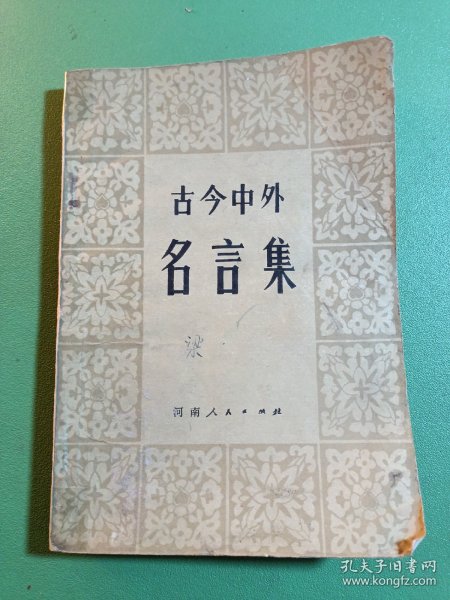 古今中外
名言集
梁
河南人民出版社
孔夫子旧书网
www.kongfz.com